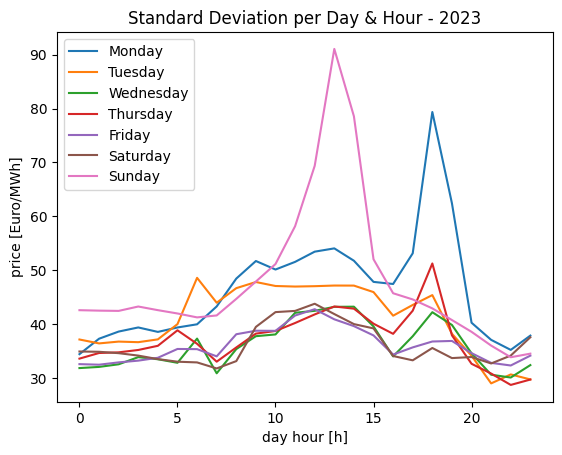 Standard Deviation per Day & Hour - 2023
price [Euro/MWh]
90
80
70
60
50
40
30
Monday
Tuesday
Wednesday
Thursday
Friday
Saturday
Sunday
0 5 10 15 20
day hour [h]